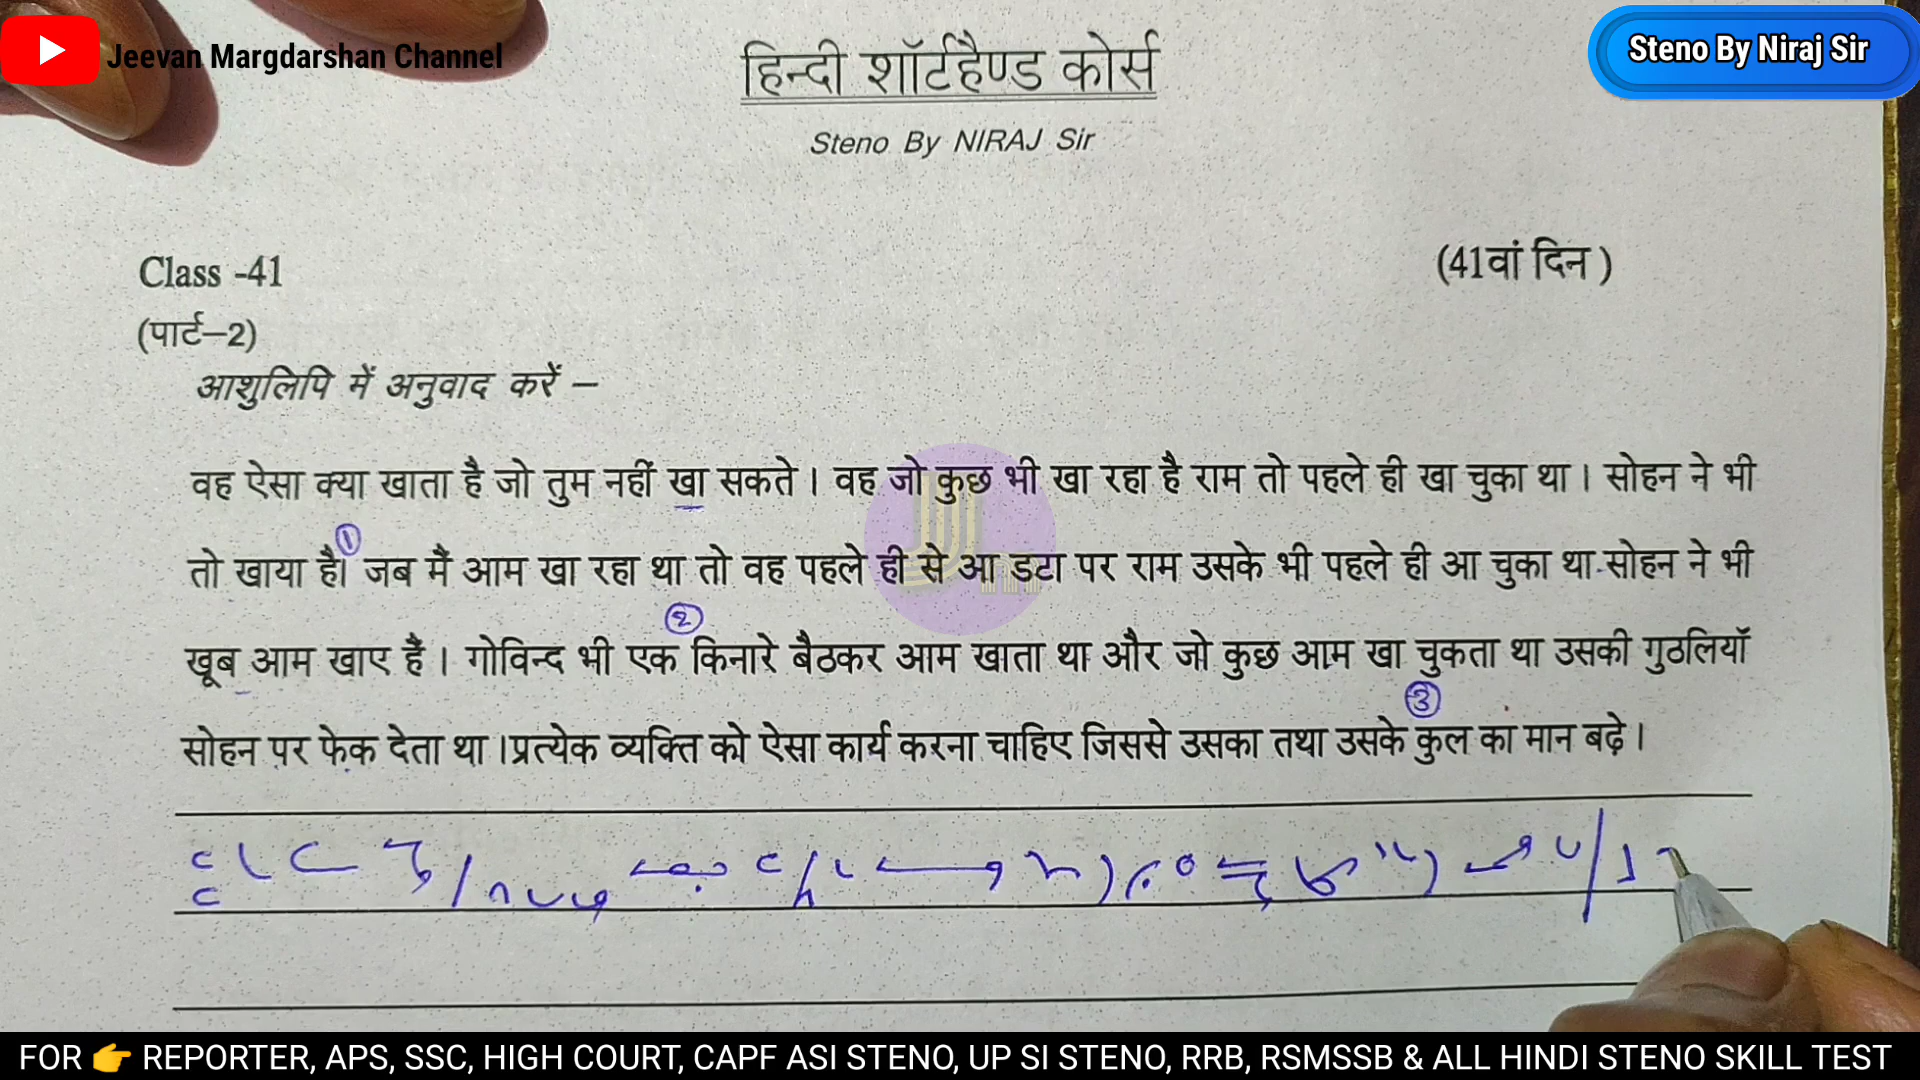 Jeevan Margdarshan Channel
Steno By Niraj Sir
हिन्दी शॉर्टहैण्ड कोर्स
Steno By NIRAJ Sir
Class -41
(41वां दिन )
(पार्ट–2)
आशुलिपि में अनुवाद करें –
वह ऐसा क्या खाता है जो तुम नहीं खा सकते । वह जो कुछ भी खा रहा है राम तो पहले ही खा चुका था । सोहन ने भी
①
तो खाया है। जब मैं आम खा रहा था तो वह पहले ही से आ डटा पर राम उसके भी पहले ही आ चुका था सोहन ने भी
②
खूब आम खाए हैं । गोविन्द भी एक किनारे बैठकर आम खाता था और जो कुछ आम खा चुकता था उसकी गुठलियॉ
③
सोहन पर फेक देता था ।प्रत्येक व्यक्ति को ऐसा कार्य करना चाहिए जिससे उसका तथा उसके कुल का मान बढ़े ।
FOR 👉 REPORTER, APS, SSC, HIGH COURT, CAPF ASI STENO, UP SI STENO, RRB, RSMSSB & ALL HINDI STENO SKILL TEST